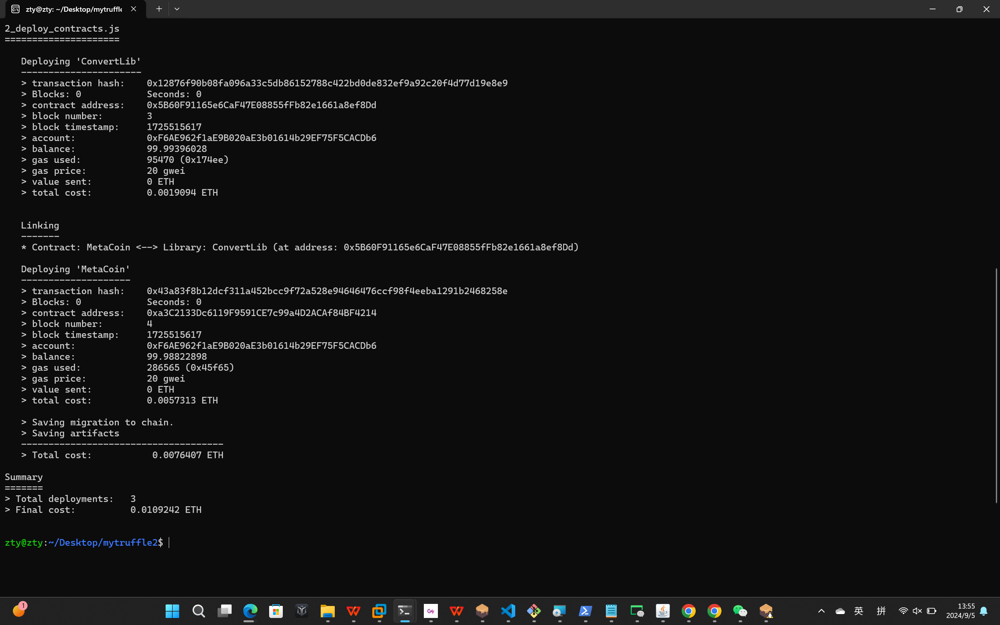 zty@zty: ~/Desktop/mytruffle
2_deploy_contracts.js
=====================
Deploying 'ConvertLib'
----------------------
> transaction hash:    0x12876f90b08fa096a33c5db86152788c422bd0de832ef9a92c20f4d77d19e8e9
> Blocks: 0            Seconds: 0
> contract address:    0x5B60F91165e6CaF47E08855fFb82e1661a8ef8Dd
> block number:        3
> block timestamp:     1725515617
> account:             0xF6AE962f1aE9B020aE3b01614b29EF75F5CACDb6
> balance:             99.99396028
> gas used:            95470 (0x174ee)
> gas price:           20 gwei
> value sent:          0 ETH
> total cost:          0.0019094 ETH
Linking
-------
* Contract: MetaCoin <--> Library: ConvertLib (at address: 0x5B60F91165e6CaF47E08855fFb82e1661a8ef8Dd)
Deploying 'MetaCoin'
--------------------
> transaction hash:    0x43a83f8b12dcf311a452bcc9f72a528e94646476ccf98f4eeba1291b2468258e
> Blocks: 0            Seconds: 0
> contract address:    0xa3C2133Dc6119F9591CE7c99a4D2ACAf84BF4214
> block number:        4
> block timestamp:     1725515617
> account:             0xF6AE962f1aE9B020aE3b01614b29EF75F5CACDb6
> balance:             99.98822898
> gas used:            286565 (0x45f65)
> gas price:           20 gwei
> value sent:          0 ETH
> total cost:          0.0057313 ETH
> Saving migration to chain.
> Saving artifacts
-------------------------------------
> Total cost:           0.0076407 ETH
Summary
=======
> Total deployments:   3
> Final cost:          0.0109242 ETH
zty@zty:~/Desktop/mytruffle2$
1
英
拼
13:55
2024/9/5